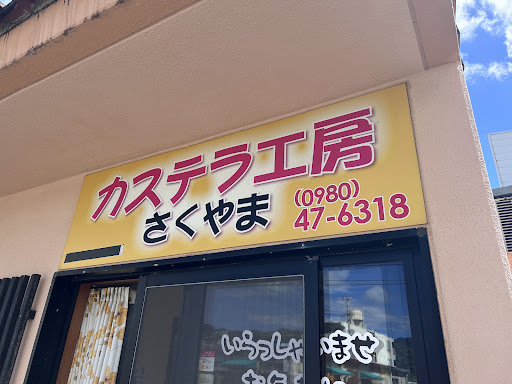 カステラ工房
さくやま
(0980)
47-6318
いらっしゃいませ